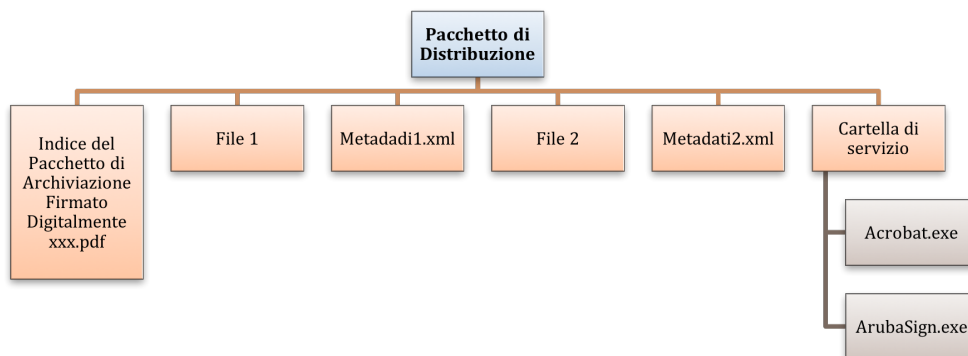 Pacchetto di
Distribuzione
Indice del
Pacchetto di
Archiviazione
Firmato
Digitalmente
xxx.pdf
File 1
Metadadi1.xml
File 2
Metadati2.xml
Cartella di
servizio
Acrobat.exe
ArubaSign.exe